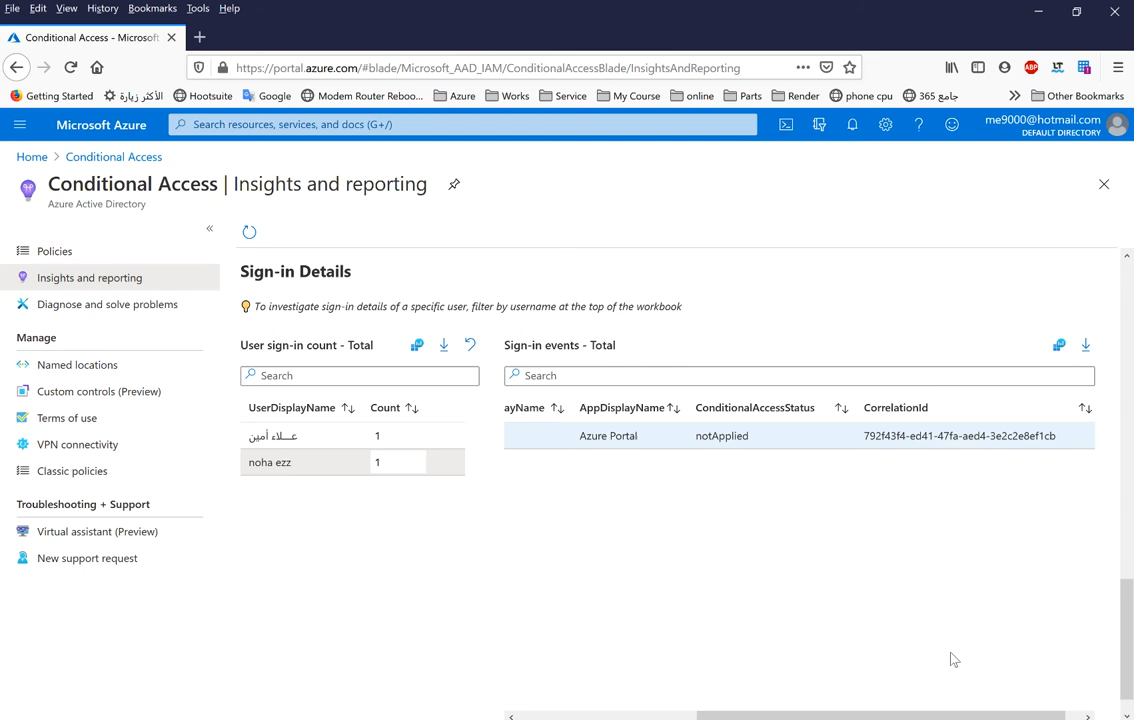 File Edit View History Bookmarks Tools Help
Conditional Access - Microsoft
https://portal.azure.com/#blade/Microsoft_AAD_IAM/ConditionalAccessBlade/InsightsAndReporting
Getting Started الأكثر زيارة Hootsuite Google Modem Router Reboo... Azure Works Service My Course online Parts Render phone cpu جامع 365 Other Bookmarks
Microsoft Azure Search resources, services, and docs (G+/) me9000@hotmail.com
DEFAULT DIRECTORY
Home > Conditional Access
Conditional Access | Insights and reporting
Azure Active Directory
Policies
Insights and reporting
Diagnose and solve problems
Manage
Named locations
Custom controls (Preview)
Terms of use
VPN connectivity
Classic policies
Troubleshooting + Support
Virtual assistant (Preview)
New support request
Sign-in Details
To investigate sign-in details of a specific user, filter by username at the top of the workbook
User sign-in count - Total
Search
UserDisplayName Count
عـــلاء أمين 1
noha ezz 1
Sign-in events - Total
Search
ayName AppDisplayName ConditionalAccessStatus CorrelationId
Azure Portal notApplied 792f43f4-ed41-47fa-aed4-3e2c2e8ef1cb